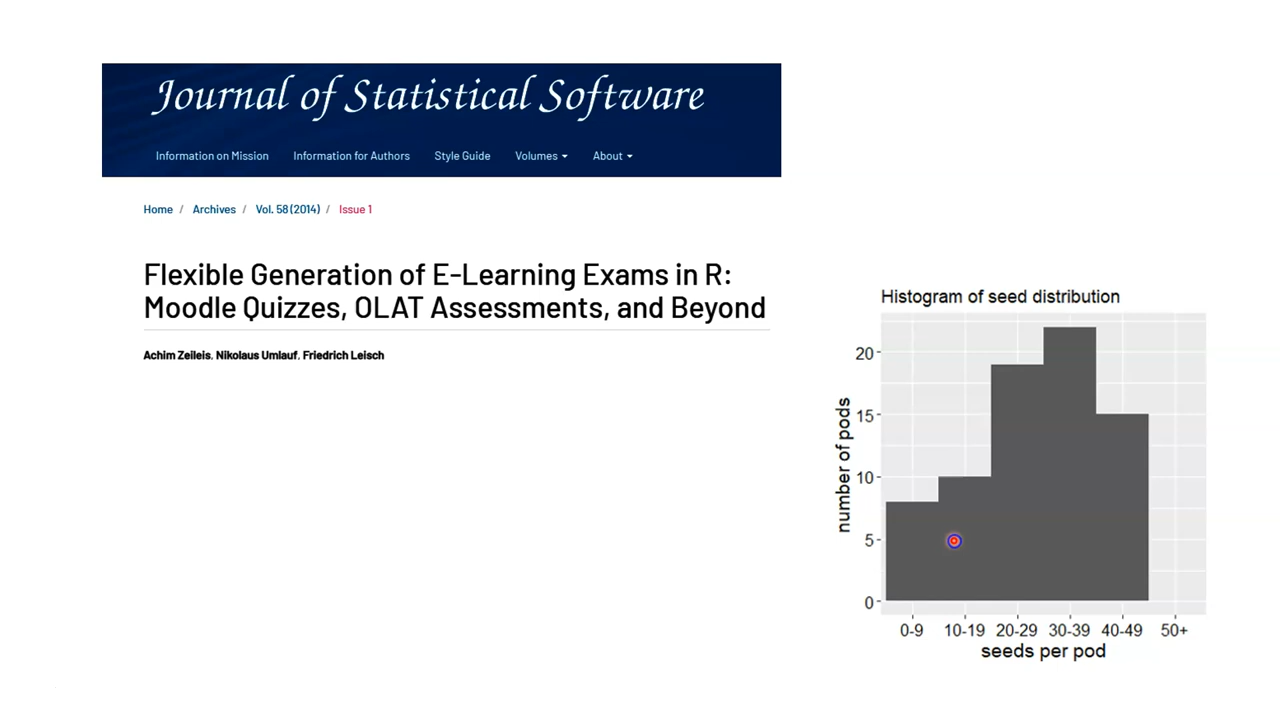 Journal of Statistical Software
Information on Mission Information for Authors Style Guide Volumes About
Home / Archives / Vol. 58 (2014) / Issue 1
Flexible Generation of E-Learning Exams in R:
Moodle Quizzes, OLAT Assessments, and Beyond
Achim Zeileis, Nikolaus Umlauf, Friedrich Leisch
Histogram of seed distribution
number of pods
20
15
10
5
0
0-9 10-19 20-29 30-39 40-49 50+
seeds per pod